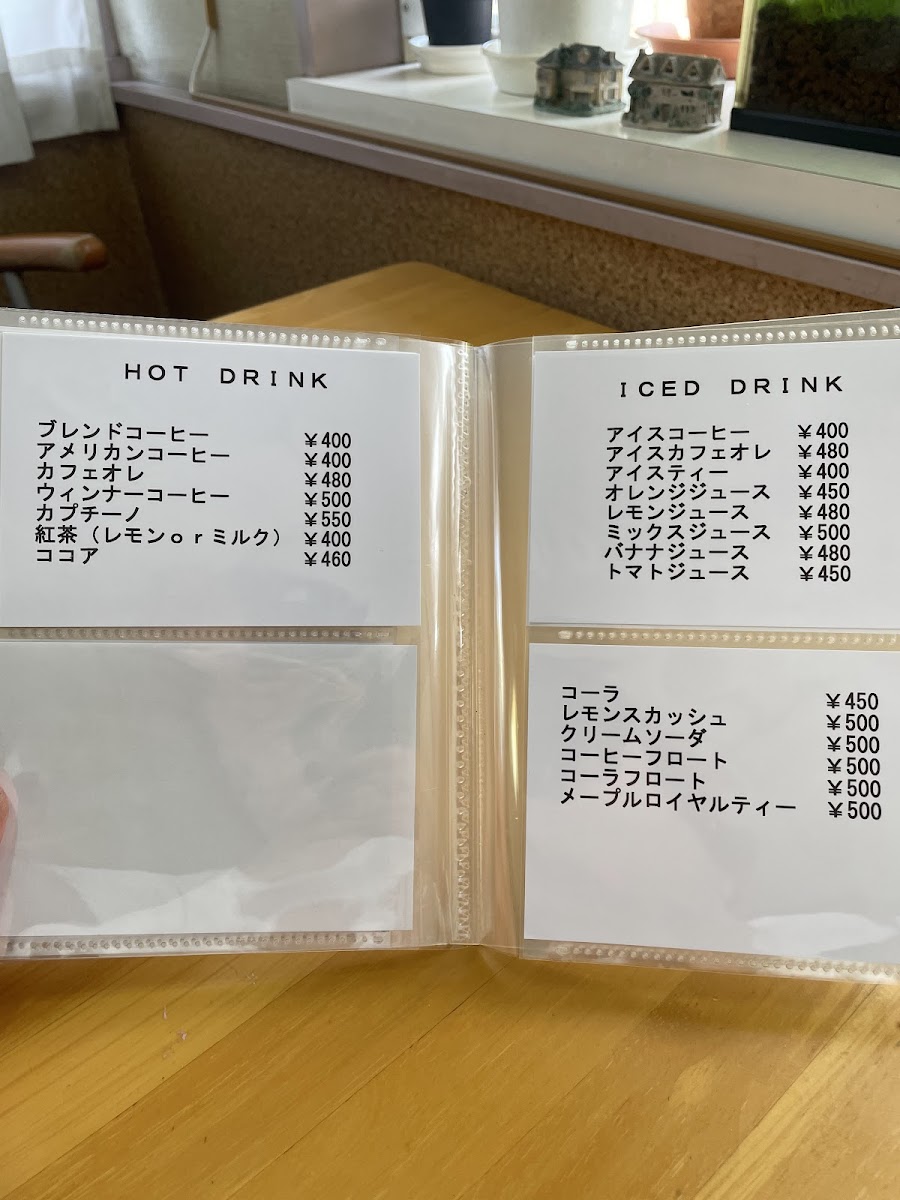 HOT DRINK
ブレンドコーヒー ¥400
アメリカンコーヒー ¥400
カフェオレ ¥480
ウィンナーコーヒー ¥500
カプチーノ ¥550
紅茶(レモンorミルク) ¥400
ココア ¥460
ICED DRINK
アイスコーヒー ¥400
アイスカフェオレ ¥480
アイスティー ¥400
オレンジジュース ¥450
レモンジュース ¥480
ミックスジュース ¥500
バナナジュース ¥480
トマトジュース ¥450
コーラ ¥450
レモンスカッシュ ¥500
クリームソーダ ¥500
コーヒーフロート ¥500
コーラフロート ¥500
メープルロイヤルティー ¥500